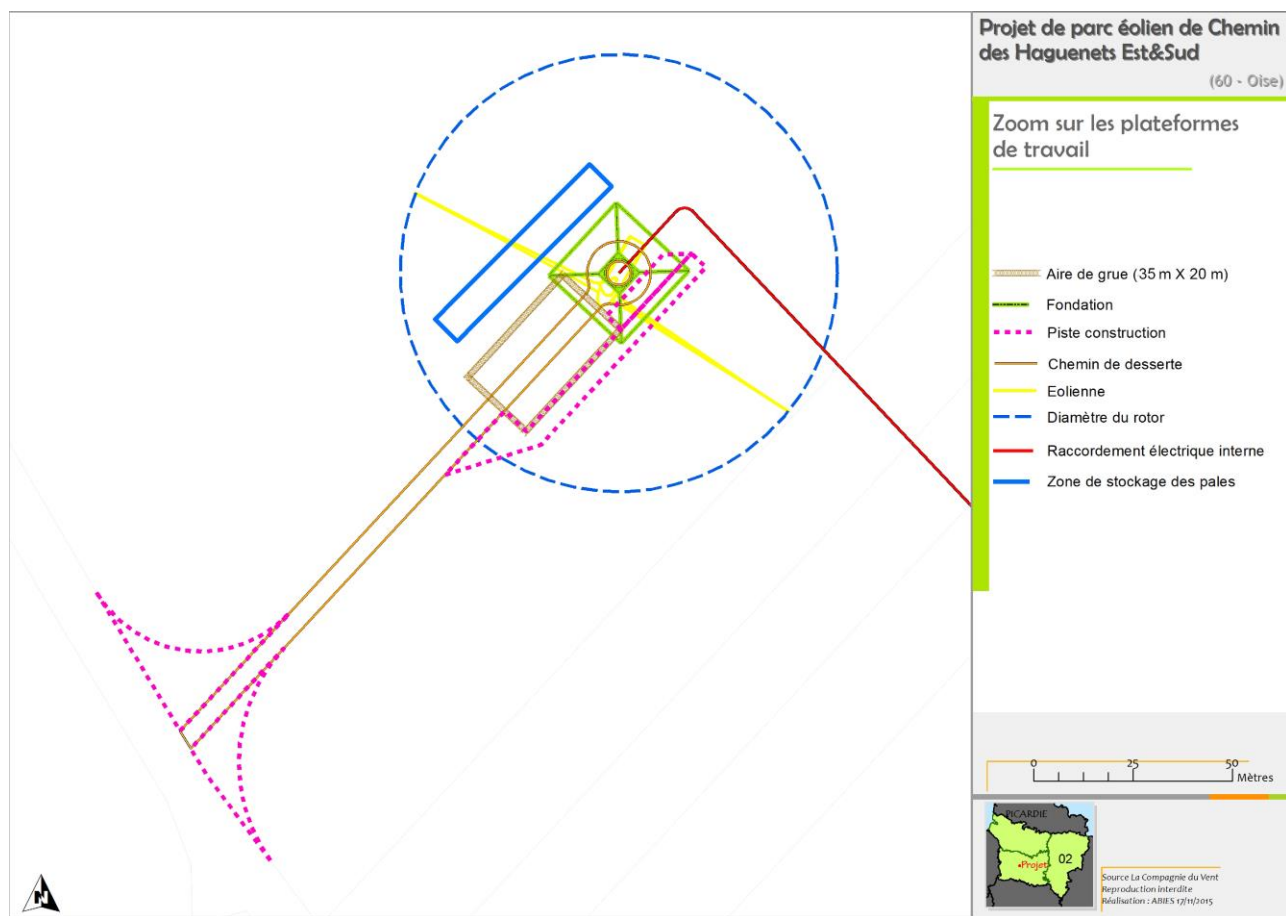 Projet de parc éolien de Chemin
des Haguenets Est&Sud
(60 - Oise)
Zoom sur les plateformes
de travail
Aire de grue (35 m X 20 m)
Fondation
Piste construction
Chemin de desserte
Eolienne
Diamètre du rotor
Raccordement électrique interne
Zone de stockage des pales
0 25 50
Mètres
PICARDIE
02
Projet
Source La Compagnie du Vent
Reproduction interdite
Réalisation : ABIES 17/11/2015
N